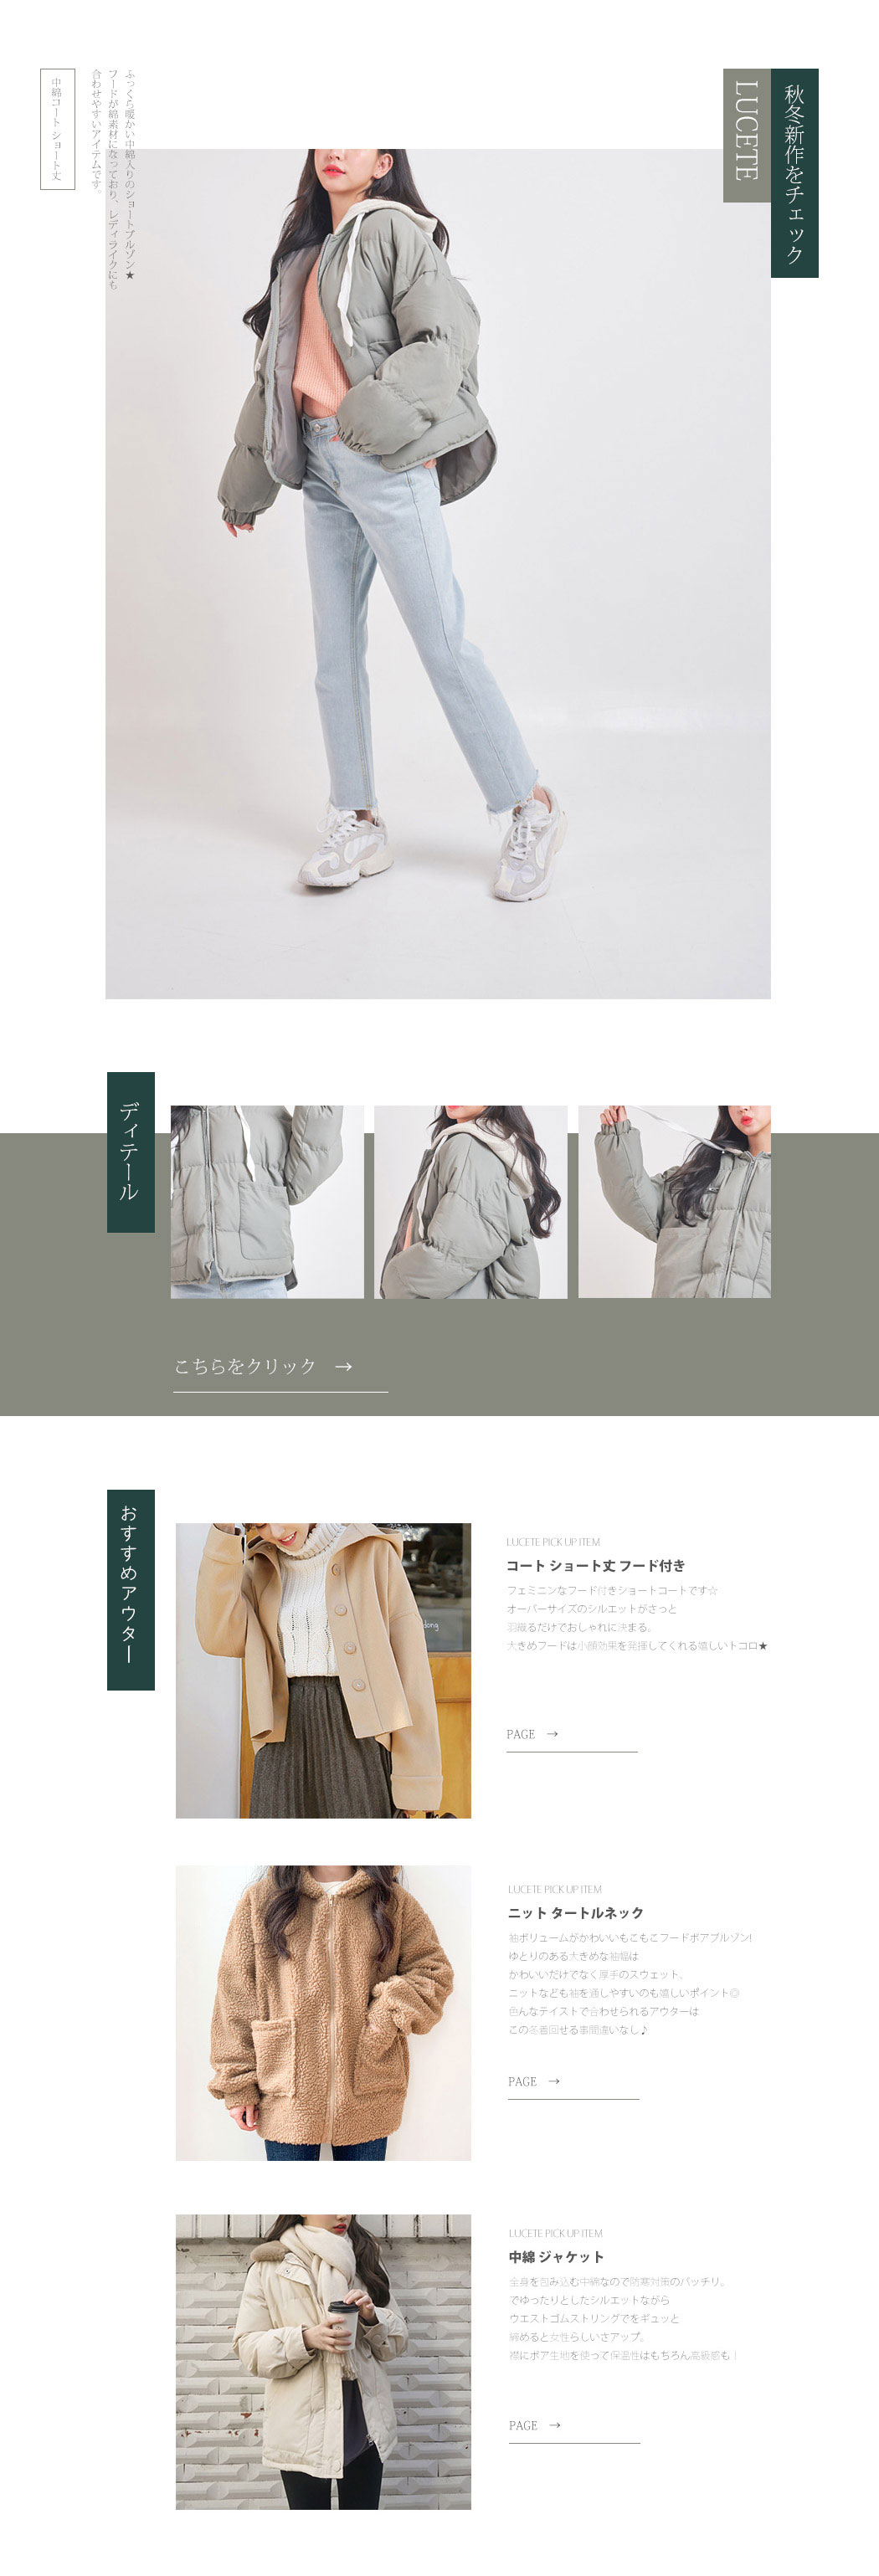 秋冬新作をチェック
LUCETE
ふっくら暖かい中綿入りのショートブルゾン★
フードが綿素材になっており、レディライクにも
合わせやすいアイテムです。
中綿コート ショート丈
ディテール
こちらをクリック →
おすすめアウター
LUCETE PICK UP ITEM
コート ショート丈 フード付き
フェミニンなフード付きショートコートです☆
オーバーサイズのシルエットがさっと
羽織るだけでおしゃれに決まる。
大きめフードは小顔効果を発揮してくれる嬉しいトコロ★
PAGE →
dong
LUCETE PICK UP ITEM
ニット タートルネック
袖ボリュームがかわいいもこもこフードボアブルゾン!
ゆとりのある大きめな袖幅は
かわいいだけでなく厚手のスウェット、
ニットなども袖を通しやすいのも嬉しいポイント◎
色んなテイストで合わせられるアウターは
この冬着回せる事間違いなし♪
PAGE →
LUCETE PICK UP ITEM
中綿 ジャケット
全身を包み込む中綿なので防寒対策のバッチリ。
でゆったりとしたシルエットながら
ウエストゴムストリングでをギュッと
締めると女性らしいさアップ。
襟にボア生地を使って保温性はもちろん高級感も！
PAGE →